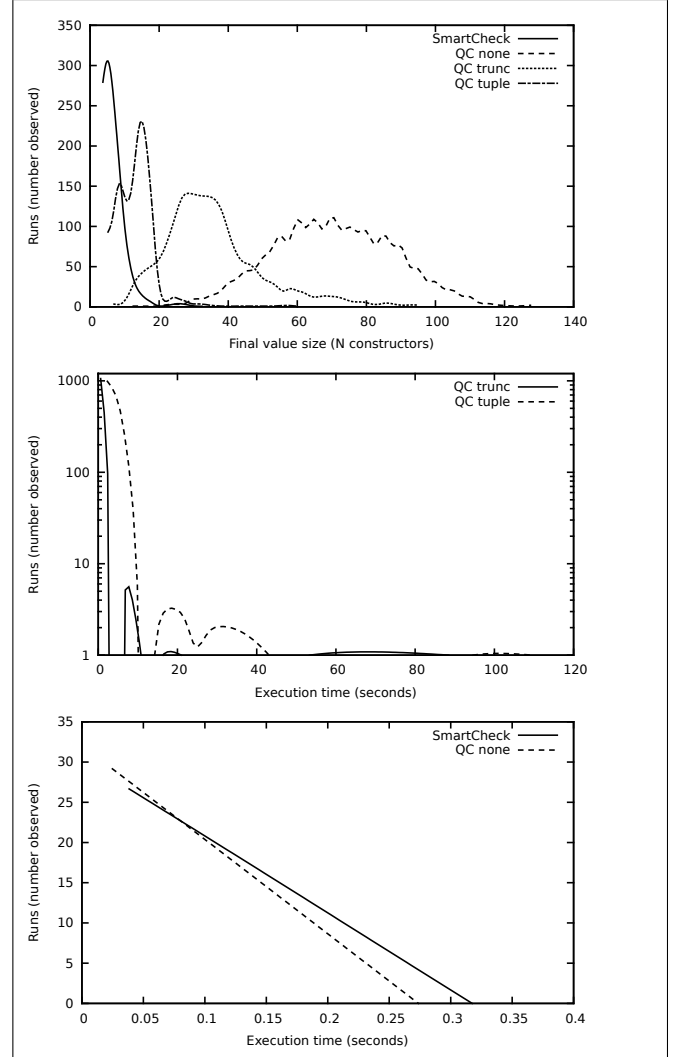 350
300
250
200
150
100
50
0
Runs (number observed)
SmartCheck
QC none
QC trunc
QC tuple
0 20 40 60 80 100 120 140
Final value size (N constructors)
1000
100
10
1
Runs (number observed)
QC trunc
QC tuple
0 20 40 60 80 100 120
Execution time (seconds)
35
30
25
20
15
10
5
0
Runs (number observed)
SmartCheck
QC none
0 0.05 0.1 0.15 0.2 0.25 0.3 0.35 0.4
Execution time (seconds)